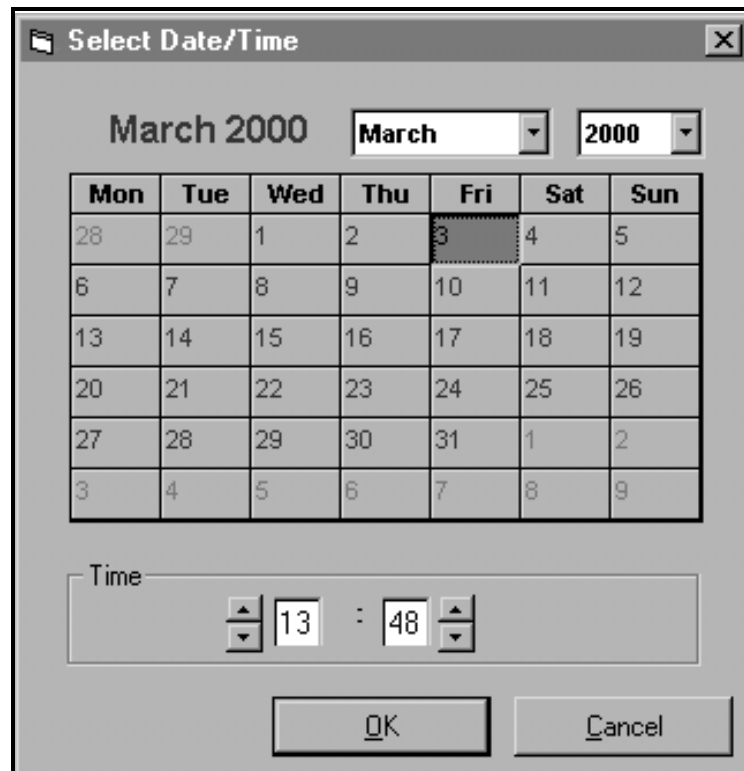 Select Date/Time
March 2000 March 2000
Mon Tue Wed Thu Fri Sat Sun
28 29 1 2 3 4 5
6 7 8 9 10 11 12
13 14 15 16 17 18 19
20 21 22 23 24 25 26
27 28 29 30 31 1 2
3 4 5 6 7 8 9
Time
13 : 48
OK Cancel